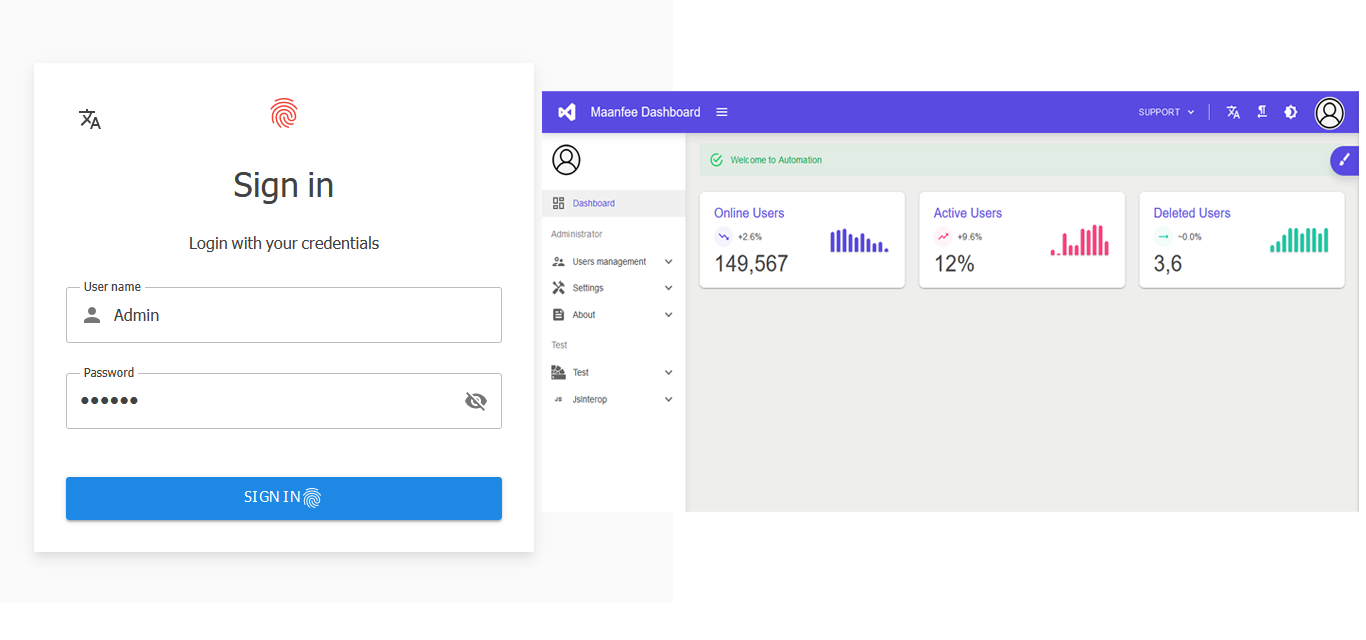 Sign in
Login with your credentials
User name
Admin
Password
••••••
SIGN IN
Maanfee Dashboard
SUPPORT
Welcome to Automation
Dashboard
Administrator
Users management
Settings
About
Test
Test
JS JsInterop
Online Users
+2.6%
149,567
Active Users
+9.6%
12%
Deleted Users
~0.0%
3,6